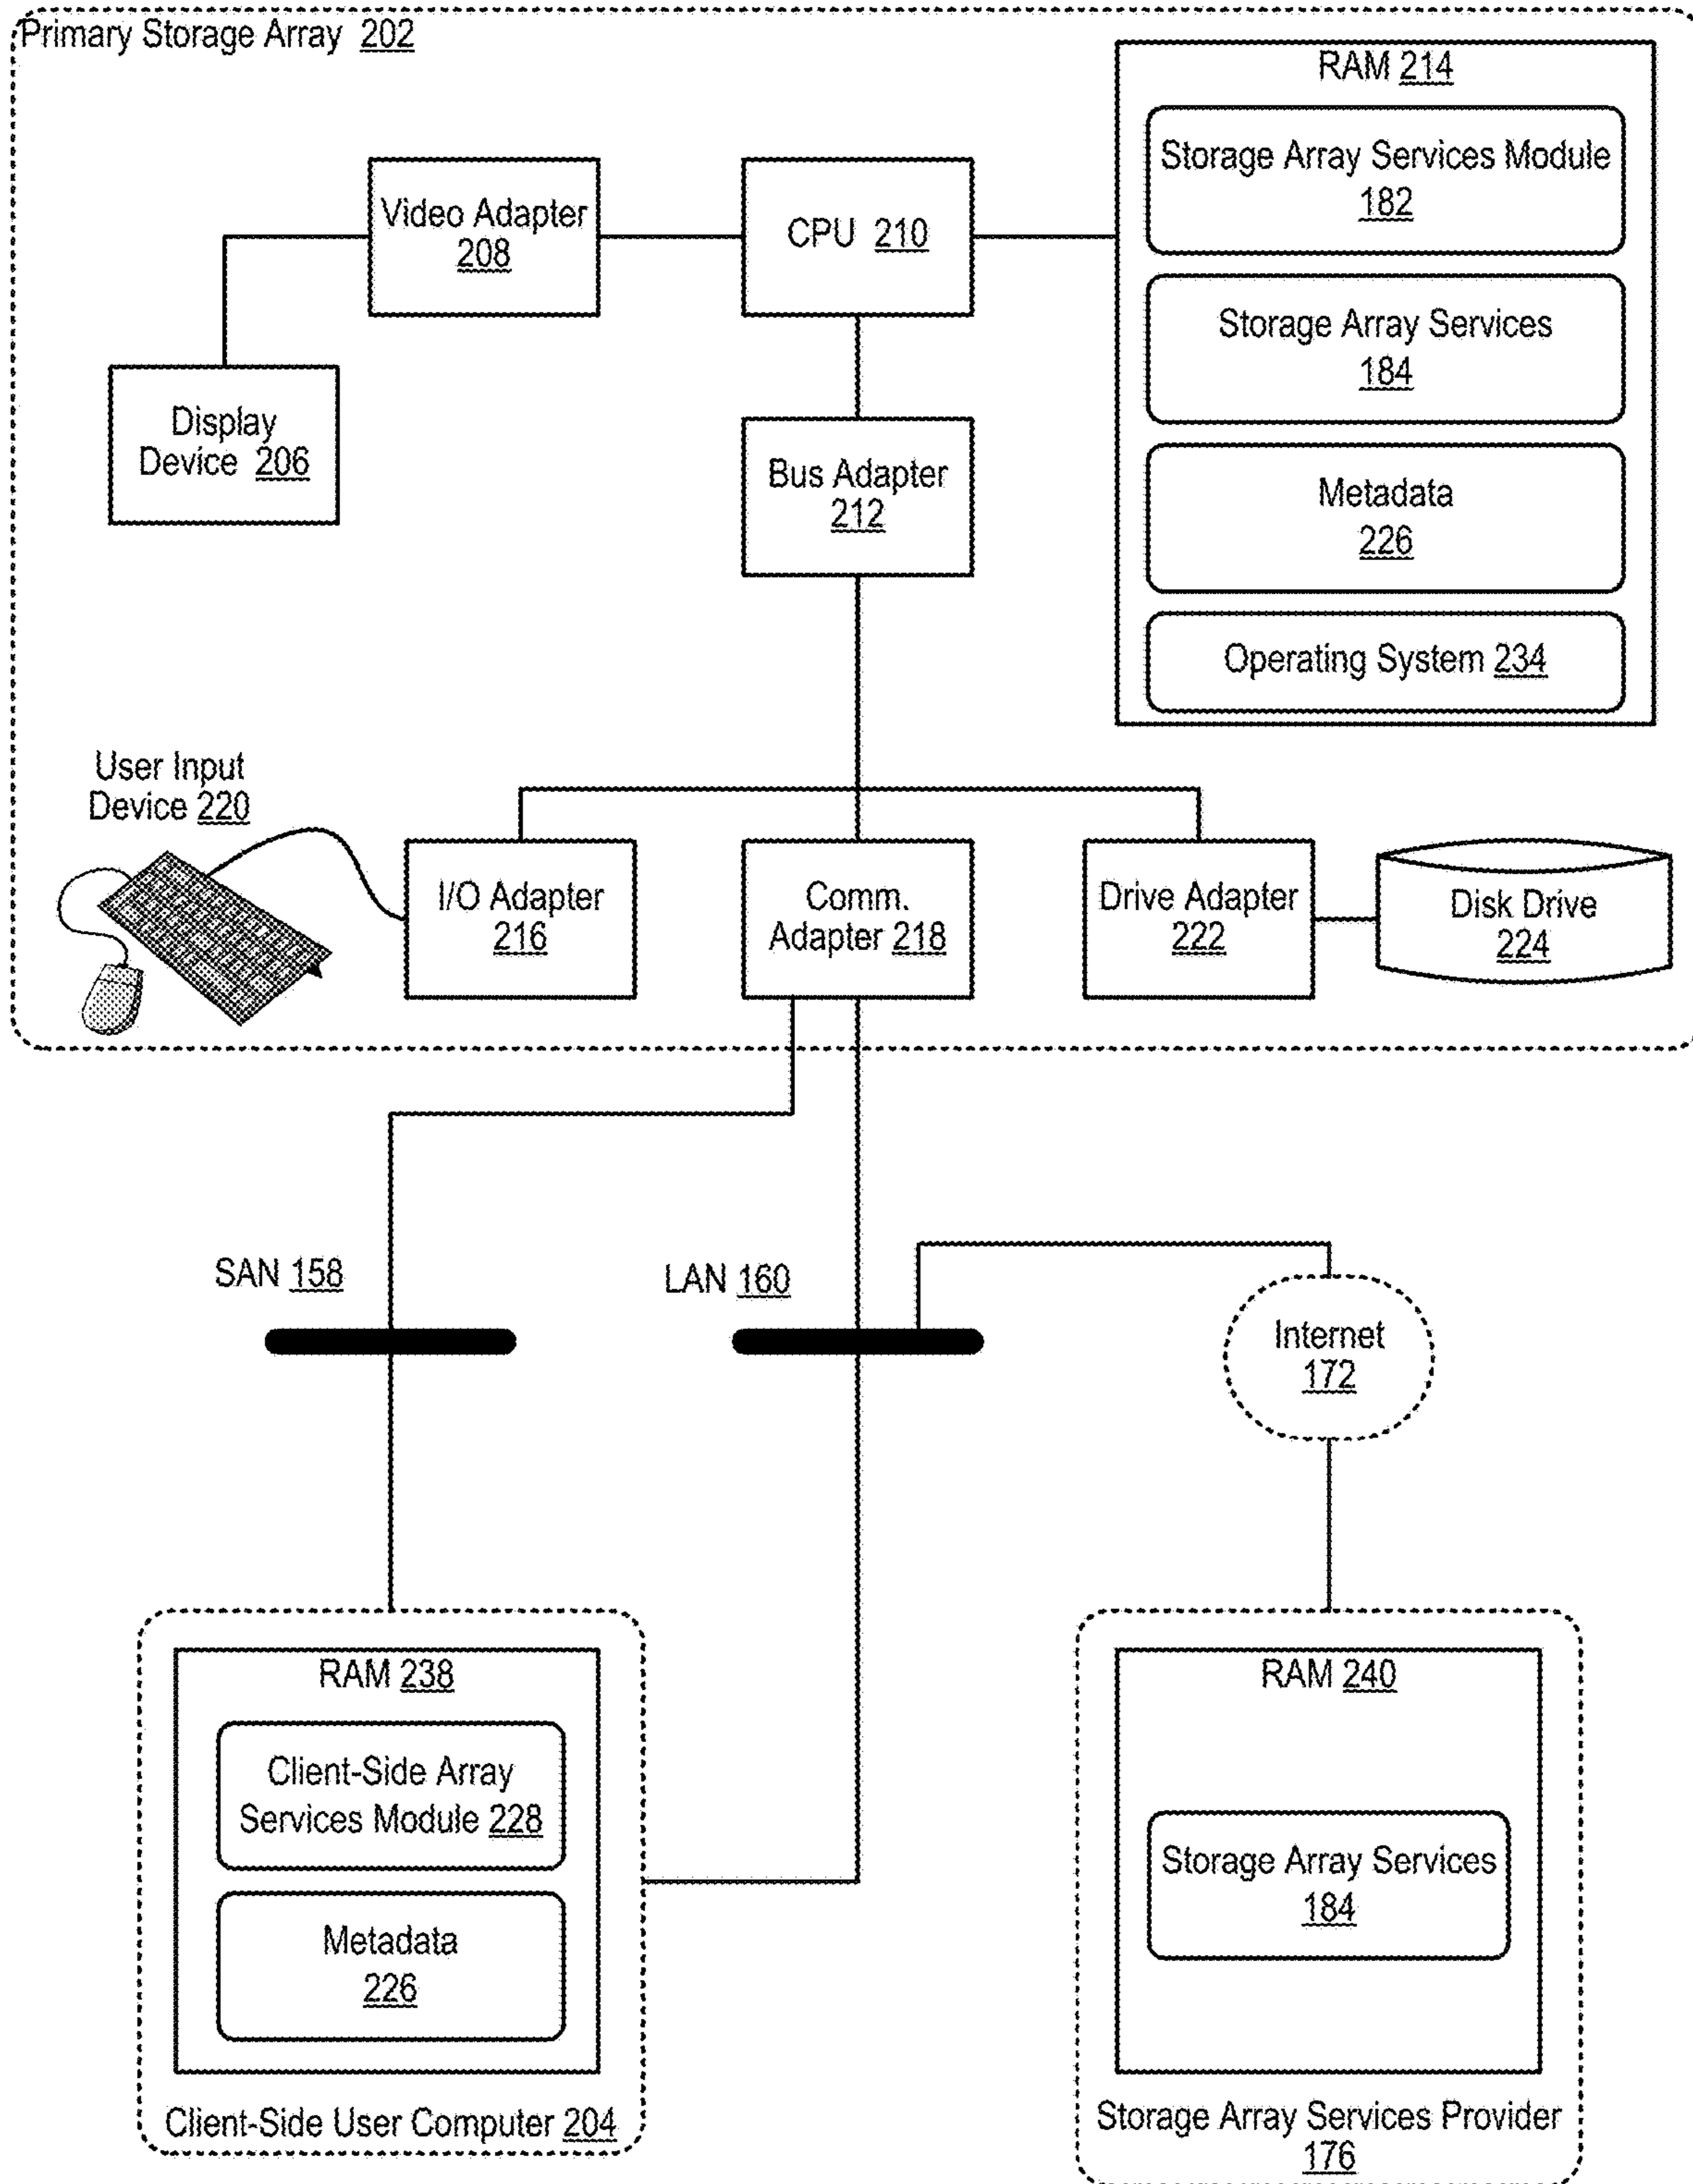 Primary Storage Array 202
RAM 214
Storage Array Services Module
182
Video Adapter
208
CPU 210
Storage Array Services
184
Display
Device 206
Bus Adapter
212
Metadata
226
Operating System 234
User Input
Device 220
I/O Adapter
216
Comm.
Adapter 218
Drive Adapter
222
Disk Drive
224
SAN 158
LAN 160
Internet
172
RAM 238
Client-Side Array
Services Module 228
Metadata
226
Client-Side User Computer 204
RAM 240
Storage Array Services
184
Storage Array Services Provider
176